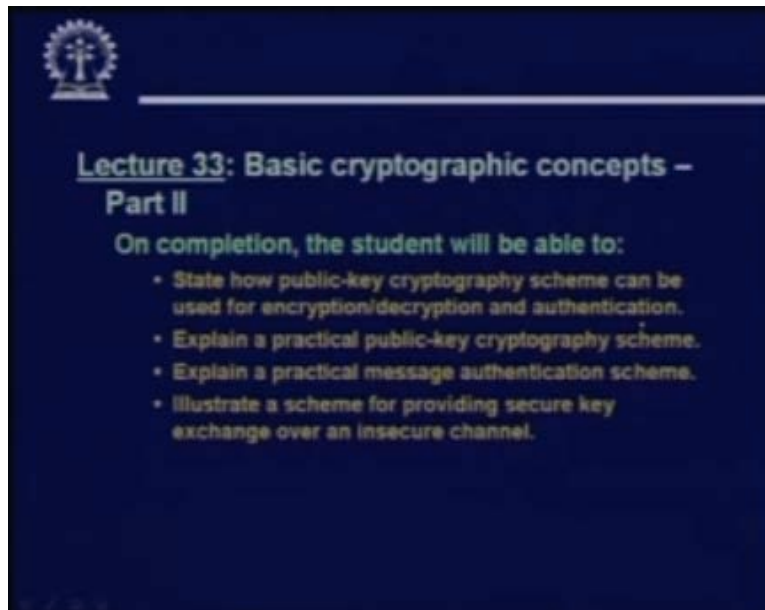 Lecture 33: Basic cryptographic concepts –
Part II
On completion, the student will be able to:
• State how public-key cryptography scheme can be
used for encryption/decryption and authentication.
• Explain a practical public-key cryptography scheme.
• Explain a practical message authentication scheme.
• Illustrate a scheme for providing secure key
exchange over an insecure channel.